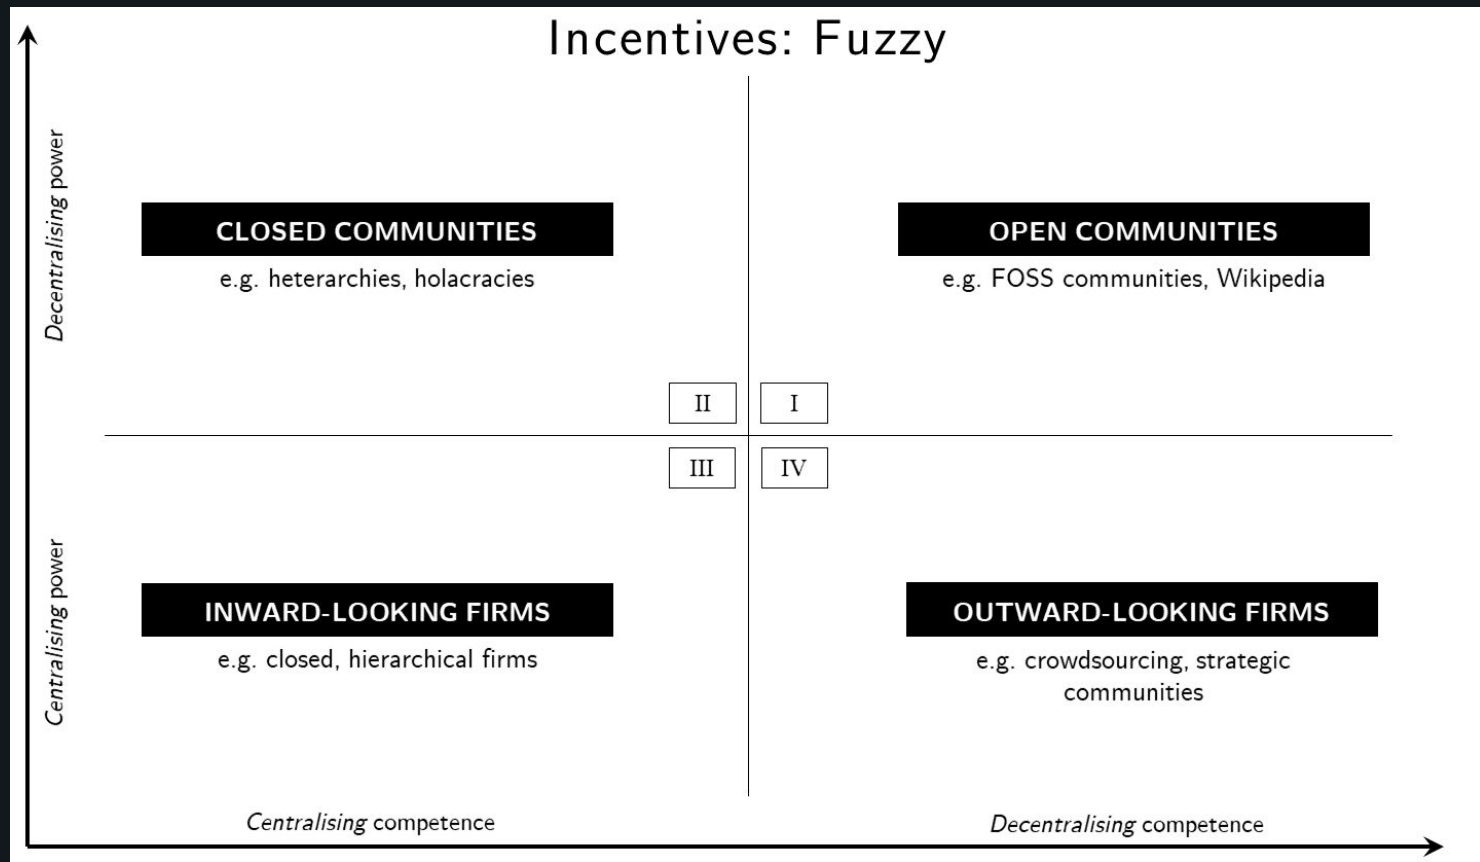 Incentives: Fuzzy
Decentralising power
CLOSED COMMUNITIES
e.g. heterarchies, holacracies
OPEN COMMUNITIES
e.g. FOSS communities, Wikipedia
II
I
III
IV
Centralising power
INWARD-LOOKING FIRMS
e.g. closed, hierarchical firms
OUTWARD-LOOKING FIRMS
e.g. crowdsourcing, strategic
communities
Centralising competence
Decentralising competence